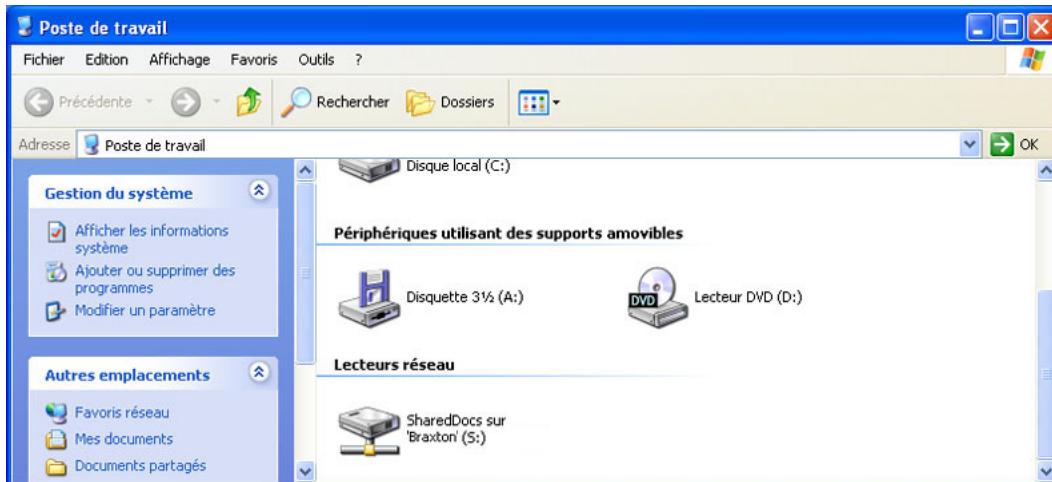 Poste de travail
Fichier Edition Affichage Favoris Outils ?
Précédente Rechercher Dossiers
Adresse Poste de travail OK
Gestion du système
Afficher les informations
système
Ajouter ou supprimer des
programmes
Modifier un paramètre
Autres emplacements
Favoris réseau
Mes documents
Documents partagés
Disque local (C:)
Périphériques utilisant des supports amovibles
Disquette 3½ (A:)
DVD Lecteur DVD (D:)
Lecteurs réseau
SharedDocs sur
'Braxton' (S:)